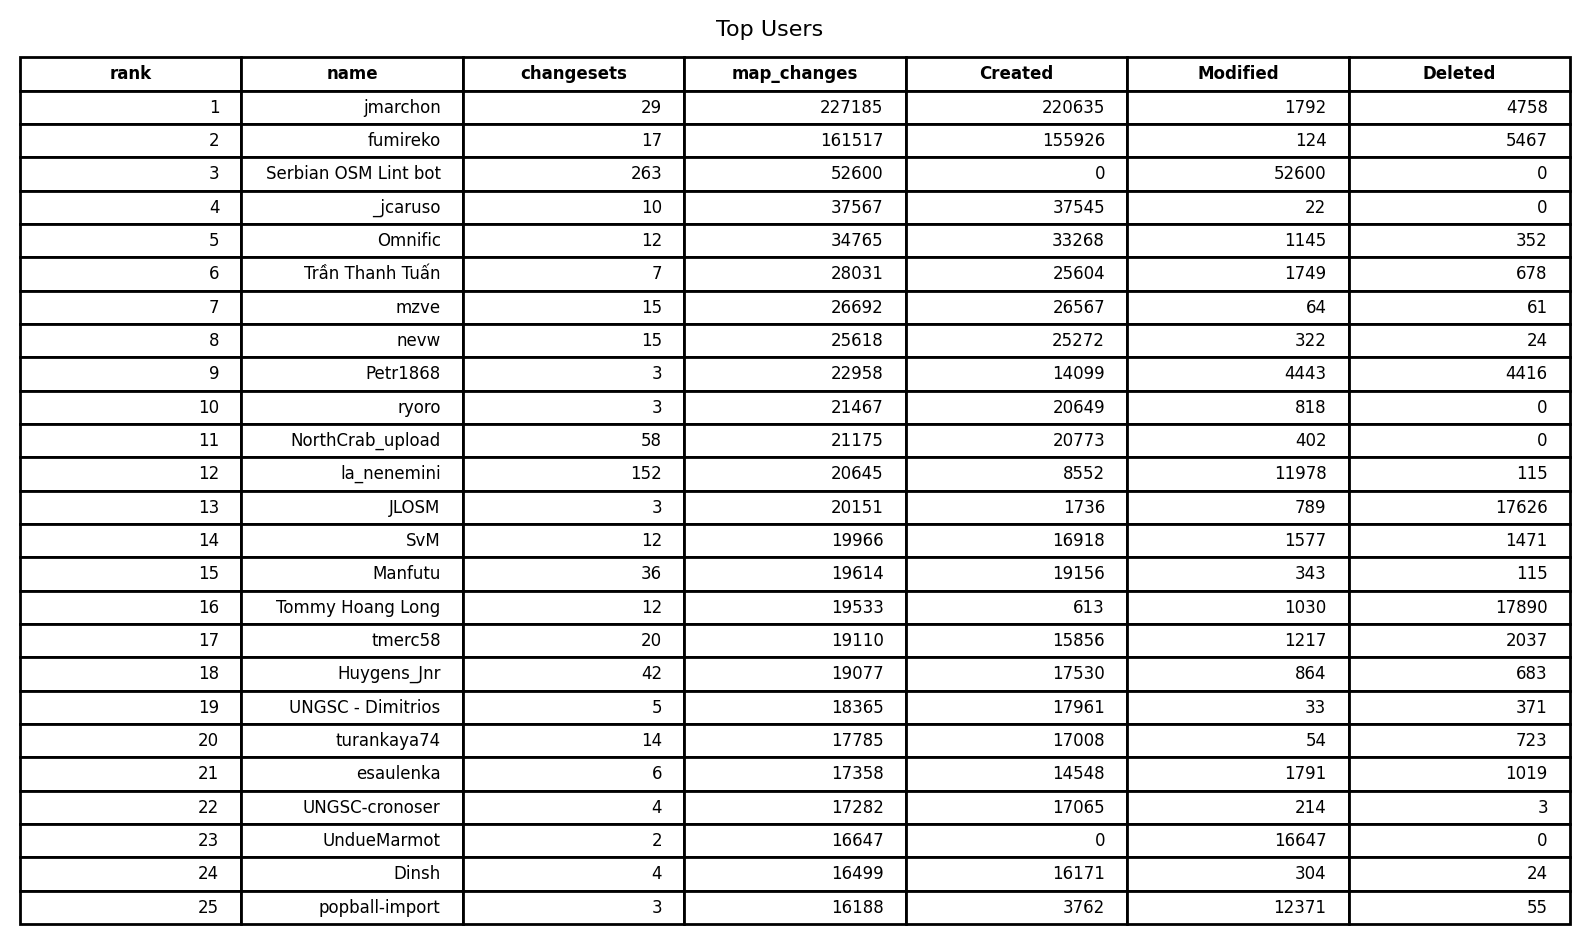 Top Users
rank name changesets map_changes Created Modified Deleted
1 jmarchon 29 227185 220635 1792 4758
2 fumireko 17 161517 155926 124 5467
3 Serbian OSM Lint bot 263 52600 0 52600 0
4 _jcaruso 10 37567 37545 22 0
5 Omnific 12 34765 33268 1145 352
6 Trần Thanh Tuấn 7 28031 25604 1749 678
7 mzve 15 26692 26567 64 61
8 nevw 15 25618 25272 322 24
9 Petr1868 3 22958 14099 4443 4416
10 ryoro 3 21467 20649 818 0
11 NorthCrab_upload 58 21175 20773 402 0
12 la_nenemini 152 20645 8552 11978 115
13 JLOSM 3 20151 1736 789 17626
14 SvM 12 19966 16918 1577 1471
15 Manfutu 36 19614 19156 343 115
16 Tommy Hoang Long 12 19533 613 1030 17890
17 tmerc58 20 19110 15856 1217 2037
18 Huygens_Jnr 42 19077 17530 864 683
19 UNGSC - Dimitrios 5 18365 17961 33 371
20 turankaya74 14 17785 17008 54 723
21 esaulenka 6 17358 14548 1791 1019
22 UNGSC-cronoser 4 17282 17065 214 3
23 UndueMarmot 2 16647 0 16647 0
24 Dinsh 4 16499 16171 304 24
25 popball-import 3 16188 3762 12371 55